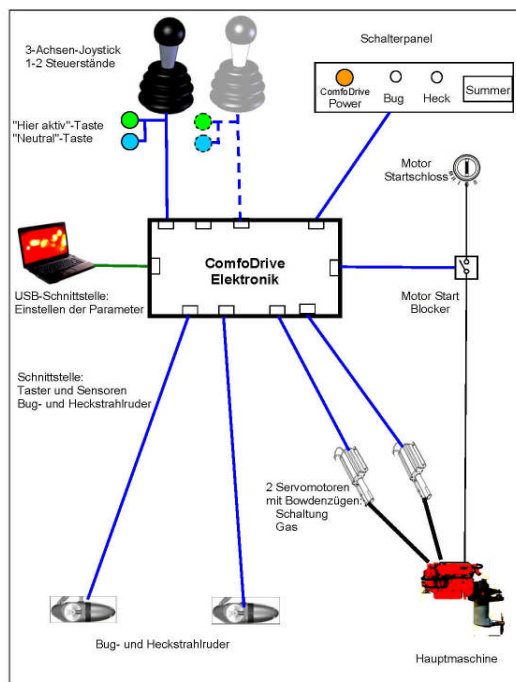 3-Achsen-Joystick
1-2 Steuerstände
Schalterpanel
ComfoDrive
Power
Bug
Heck
Summer
"Hier aktiv"-Taste
"Neutral"-Taste
Motor
Startschloss
ComfoDrive
Elektronik
USB-Schnittstelle:
Einstellen der Parameter
Motor Start
Blocker
Schnittstelle:
Taster und Sensoren
Bug- und Heckstrahlruder
2 Servomotoren
mit Bowdenzügen:
Schaltung
Gas
Bug- und Heckstrahlruder
Hauptmaschine